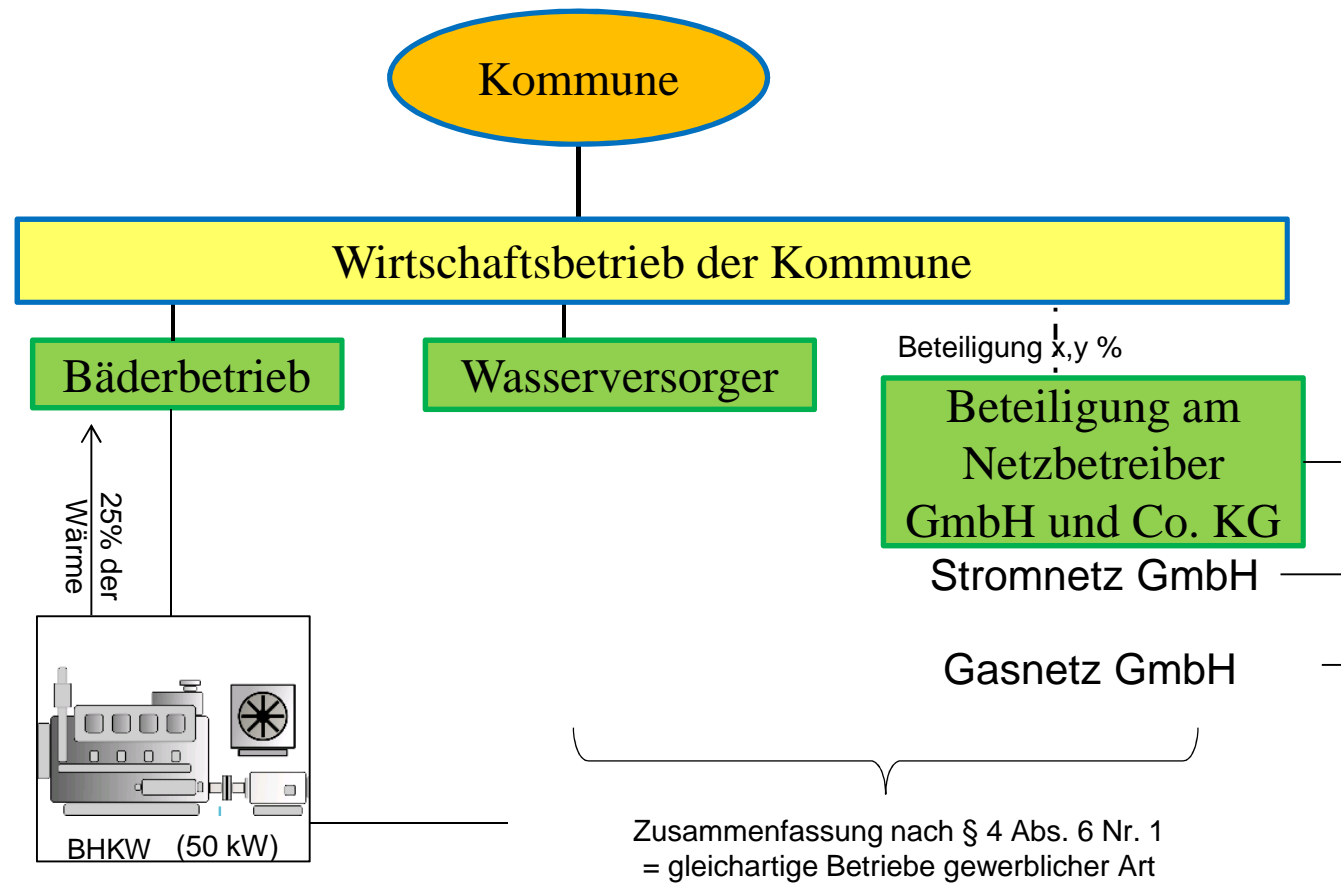 Kommune
Wirtschaftsbetrieb der Kommune
Beteiligung x,y %
Bäderbetrieb
Wasserversorger
Beteiligung am
Netzbetreiber
GmbH und Co. KG
25% der
Wärme
Stromnetz GmbH
Gasnetz GmbH
BHKW (50 kW)
Zusammenfassung nach § 4 Abs. 6 Nr. 1
= gleichartige Betriebe gewerblicher Art